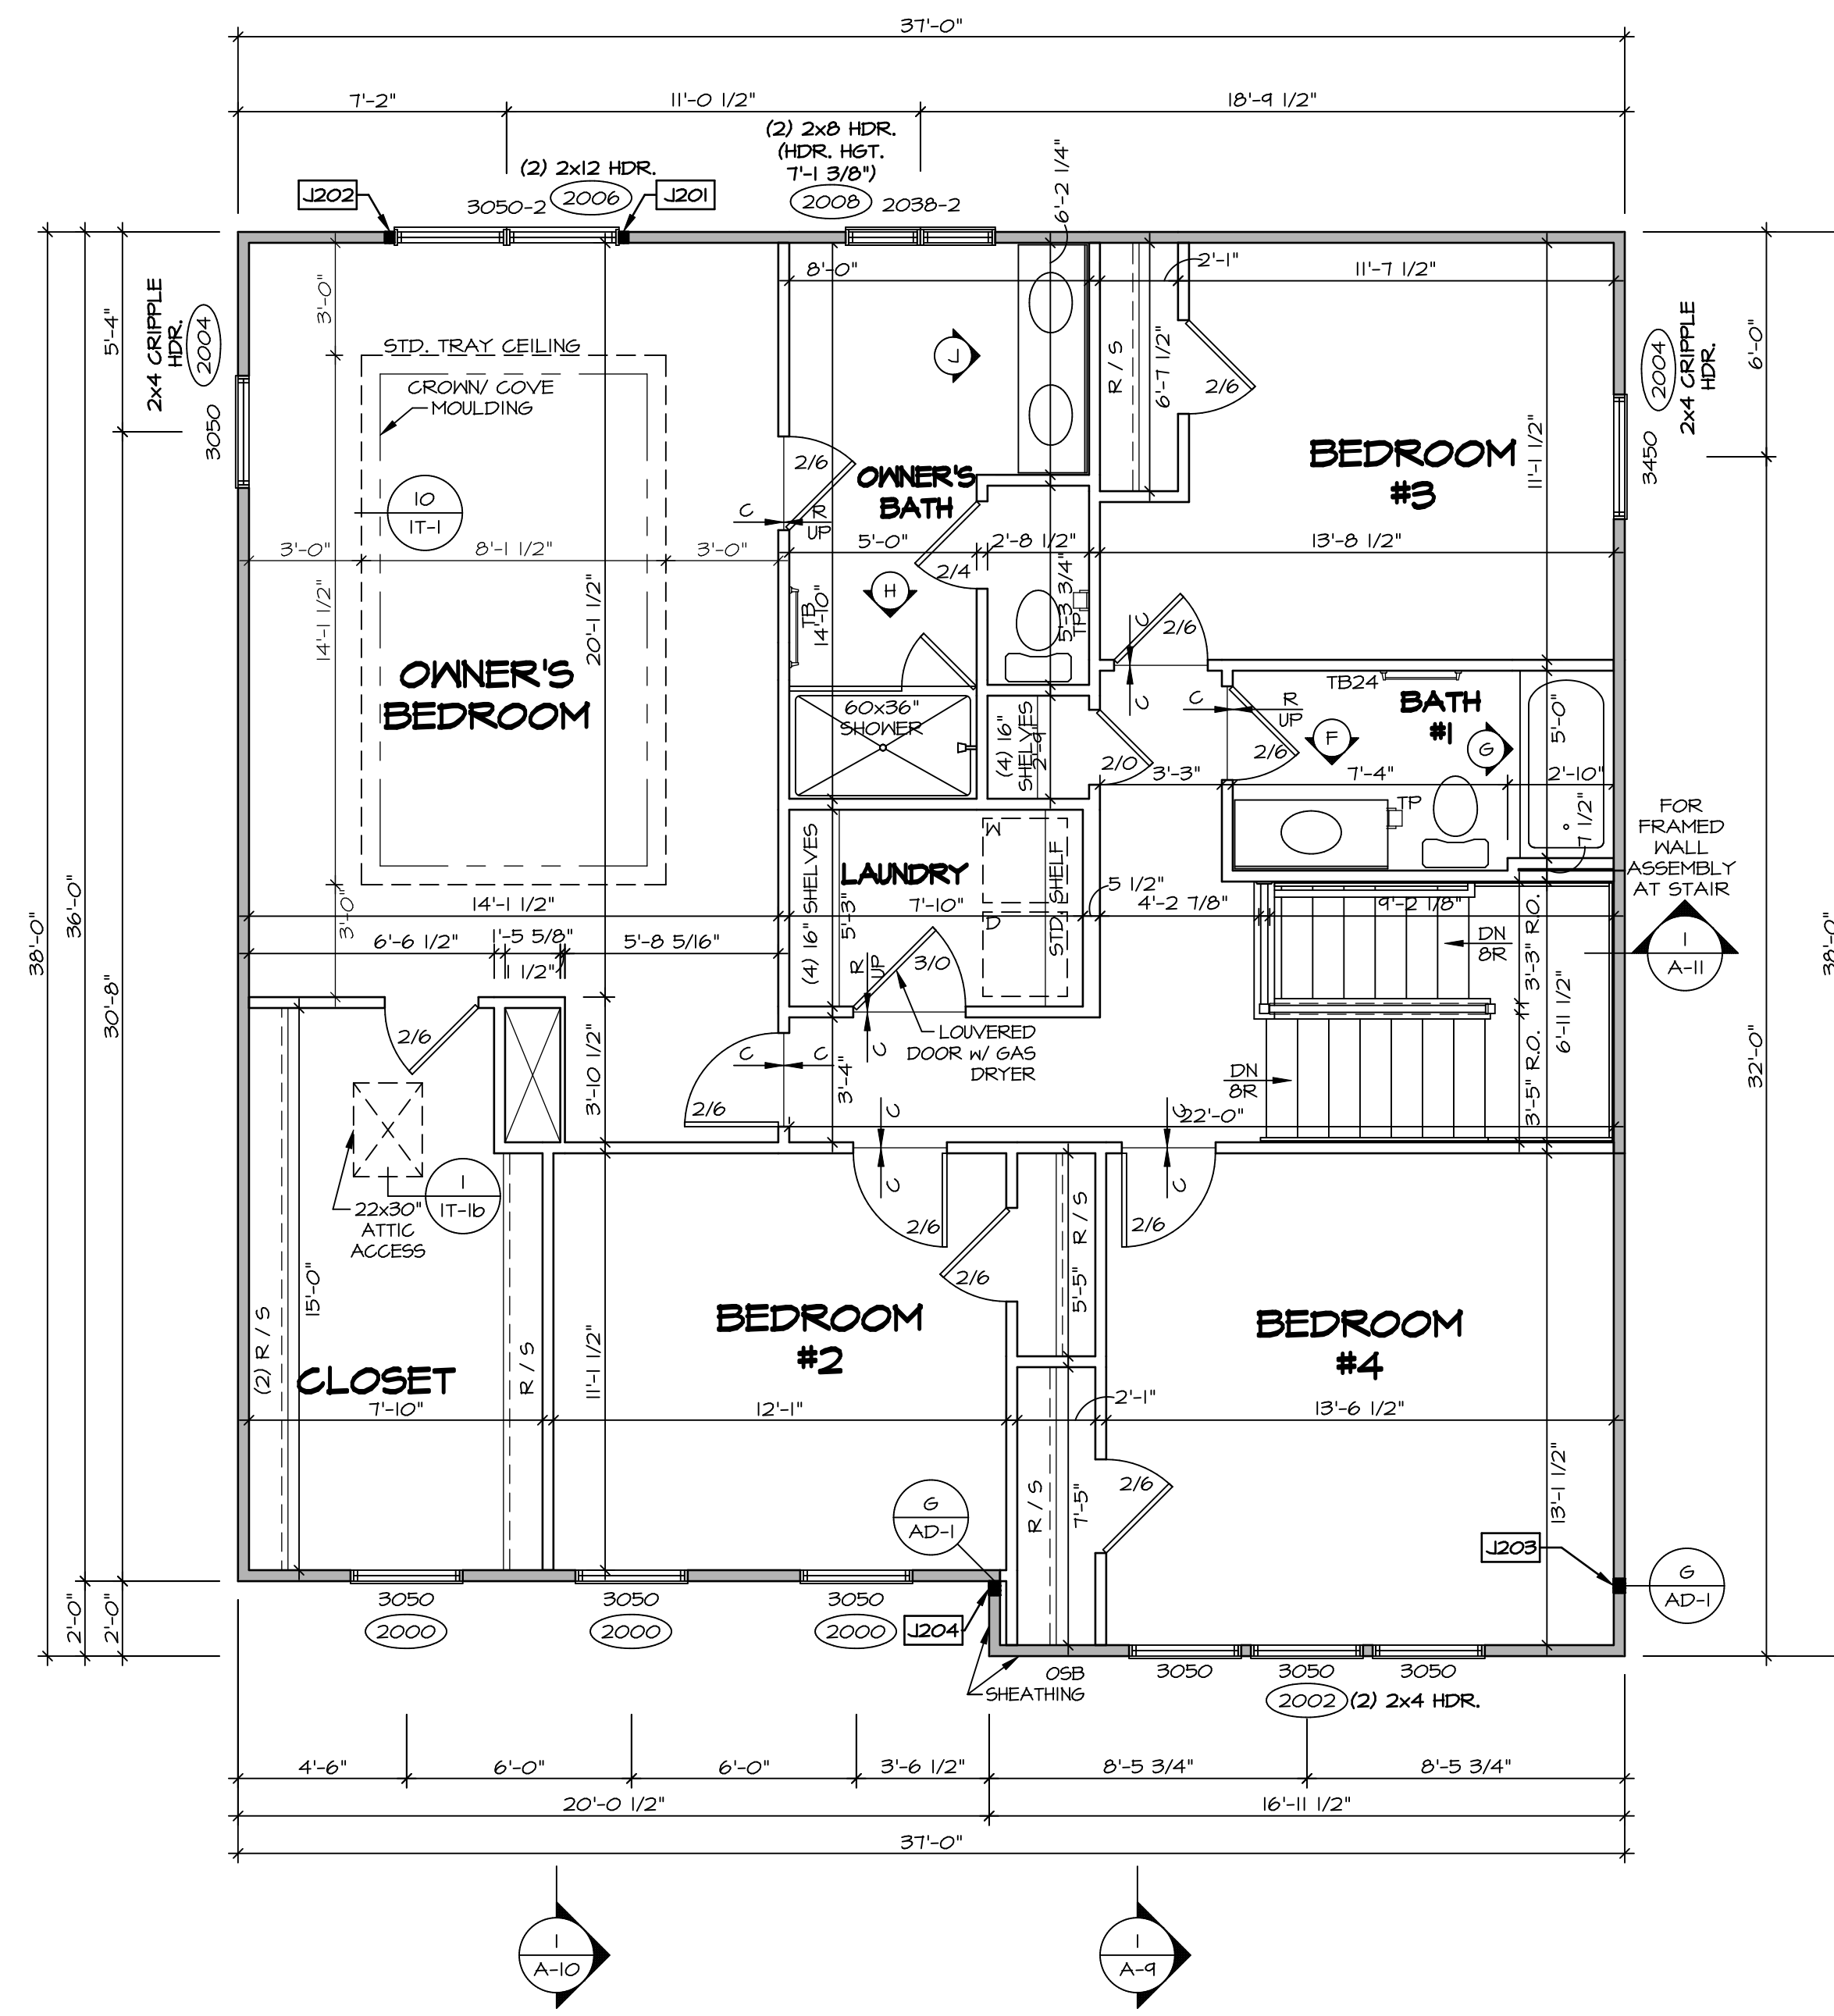 37'-0"
7'-2"
11'-0 1/2"
18'-9 1/2"
(2) 2x8 HDR.
(HDR. HGT.
7'-1 3/8")
(2) 2x12 HDR.
J202
3050-2
2006
J201
2008
2038-2
6'-2 1/4"
5'-4"
2x4 CRIPPLE
HDR.
2004
3050
3'-0"
8'-0"
2'-1"
11'-7 1/2"
2004
2x4 CRIPPLE
HDR.
3450
6'-0"
STD. TRAY CEILING
CROWN/ COVE
MOULDING
J
R / S
6'-7 1/2"
2/6
BEDROOM
#3
11'-1 1/2"
10
IT-1
2/6
OWNER'S
BATH
C
R
UP
3'-0"
8'-1 1/2"
3'-0"
5'-0"
2'-8 1/2"
13'-8 1/2"
2/4
H
TB
14'-10"
5'-3 3/4"
TP
14'-1 1/2"
20'-1 1/2"
C
2/6
C
OWNER'S
BEDROOM
60x36"
SHOWER
(4) 16"
SHELVES
2'-9"
2/0
C
R
UP
2/6
3'-3"
TB24
F
BATH
#1
G
5'-0"
7'-4"
2'-10"
TP
7 1/2"
FOR
FRAMED
WALL
ASSEMBLY
AT STAIR
1
A-11
38'-0"
36'-0"
30'-8"
38'-0"
32'-0"
(4) 16" SHELVES
LAUNDRY
W
D
STD. SHELF
5'-3"
7'-10"
5 1/2"
4'-2 7/8"
9'-2 1/8"
14'-1 1/2"
3'-0"
6'-6 1/2"
1'-5 5/8"
1 1/2"
5'-8 5/16"
R
UP
3/0
DN
8R
3'-3" R.O.
6'-11 1/2"
3'-5" R.O.
DN
8R
LOUVERED
DOOR W/ GAS
DRYER
C
2/6
3'-10 1/2"
C
C
2/6
3'-4"
C
C
22'-0"
C
C
2/6
2/6
1
IT-1b
22x30"
ATTIC
ACCESS
2/6
R / S
5'-5"
(2) R / S
15'-0"
CLOSET
R / S
11'-1 1/2"
BEDROOM
#2
BEDROOM
#4
7'-10"
12'-1"
2'-1"
13'-6 1/2"
R / S
7'-5"
2/6
13'-1 1/2"
G
AD-1
J203
G
AD-1
2'-0"
2'-0"
3050
2000
3050
2000
3050
2000
J204
OSB
SHEATHING
3050
3050
3050
2002
(2) 2x4 HDR.
4'-6"
6'-0"
6'-0"
3'-6 1/2"
8'-5 3/4"
8'-5 3/4"
20'-0 1/2"
16'-11 1/2"
37'-0"
1
A-10
1
A-9